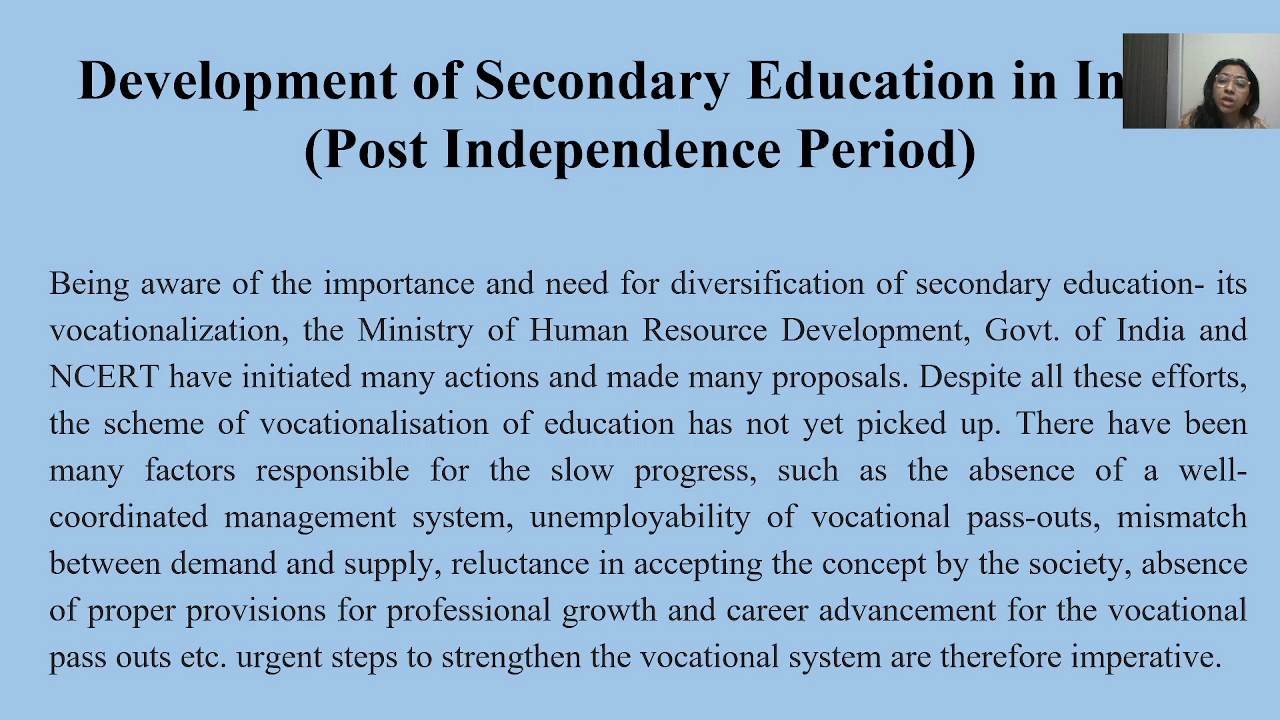 Development of Secondary Education in In
(Post Independence Period)
Being aware of the importance and need for diversification of secondary education- its
vocationalization, the Ministry of Human Resource Development, Govt. of India and
NCERT have initiated many actions and made many proposals. Despite all these efforts,
the scheme of vocationalisation of education has not yet picked up. There have been
many factors responsible for the slow progress, such as the absence of a well-
coordinated management system, unemployability of vocational pass-outs, mismatch
between demand and supply, reluctance in accepting the concept by the society, absence
of proper provisions for professional growth and career advancement for the vocational
pass outs etc. urgent steps to strengthen the vocational system are therefore imperative.